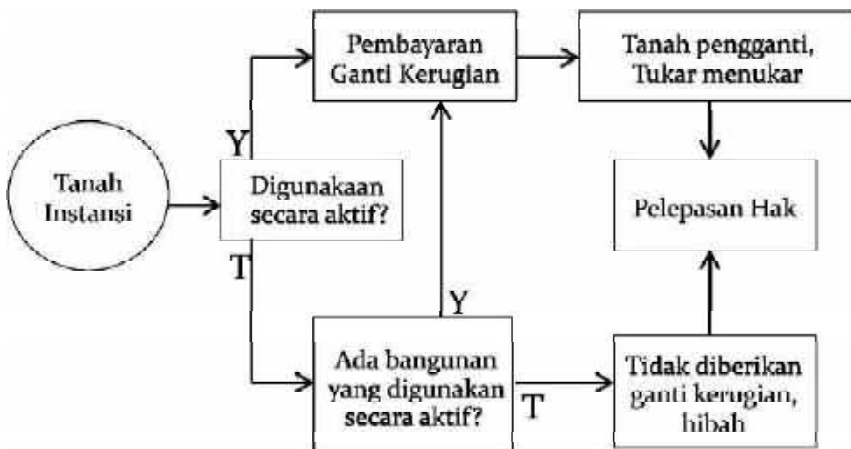 Pembayaran
Ganti Kerugian
Tanah pengganti,
Tukar menukar
Y
Tanah
Instansi
Digunakaan
secara aktif?
Pelepasan Hak
T
Y
Ada bangunan
yang digunakan
secara aktif?
T
Tidak diberikan
ganti kerugian,
hibah